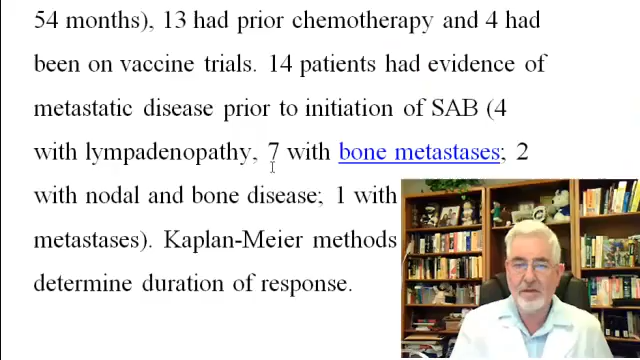 54 months), 13 had prior chemotherapy and 4 had
been on vaccine trials. 14 patients had evidence of
metastatic disease prior to initiation of SAB (4
with lympadenopathy, 7 with bone metastases; 2
with nodal and bone disease; 1 with
metastases). Kaplan-Meier methods
determine duration of response.